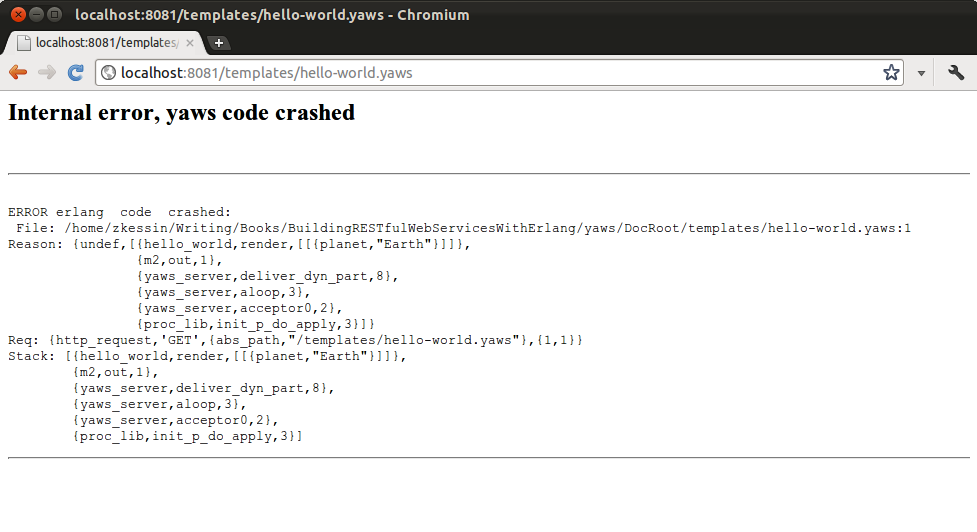 localhost:8081/templates/hello-world.yaws - Chromium
localhost:8081/templates/
localhost:8081/templates/hello-world.yaws
Internal error, yaws code crashed
ERROR erlang  code  crashed:
 File: /home/zkessin/Writing/Books/BuildingRESTfulWebServicesWithErlang/yaws/DocRoot/templates/hello-world.yaws:1
Reason: {undef,[{hello_world,render,[[{planet,"Earth"}]]},
                {m2,out,1},
                {yaws_server,deliver_dyn_part,8},
                {yaws_server,aloop,3},
                {yaws_server,acceptor0,2},
                {proc_lib,init_p_do_apply,3}]}
Req: {http_request,'GET',{abs_path,"/templates/hello-world.yaws"},{1,1}}
Stack: [{hello_world,render,[[{planet,"Earth"}]]},
        {m2,out,1},
        {yaws_server,deliver_dyn_part,8},
        {yaws_server,aloop,3},
        {yaws_server,acceptor0,2},
        {proc_lib,init_p_do_apply,3}]